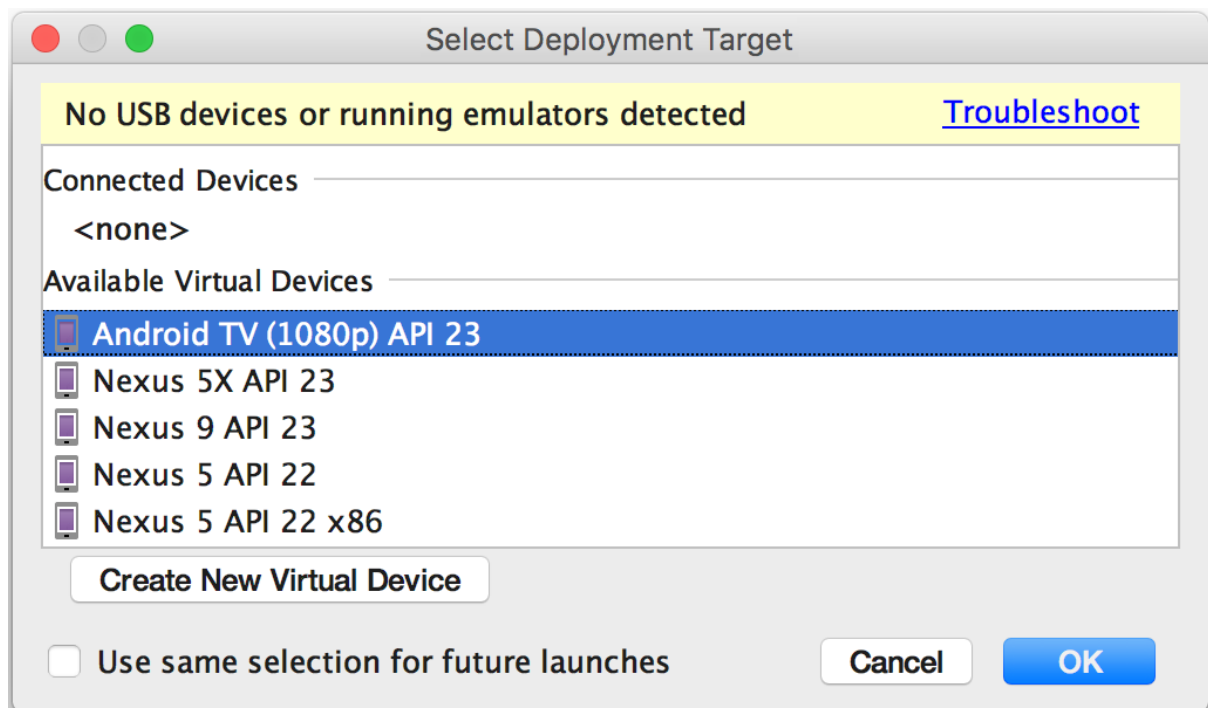 Select Deployment Target
No USB devices or running emulators detected Troubleshoot
Connected Devices
<none>
Available Virtual Devices
Android TV (1080p) API 23
Nexus 5X API 23
Nexus 9 API 23
Nexus 5 API 22
Nexus 5 API 22 x86
Create New Virtual Device
Use same selection for future launches Cancel OK